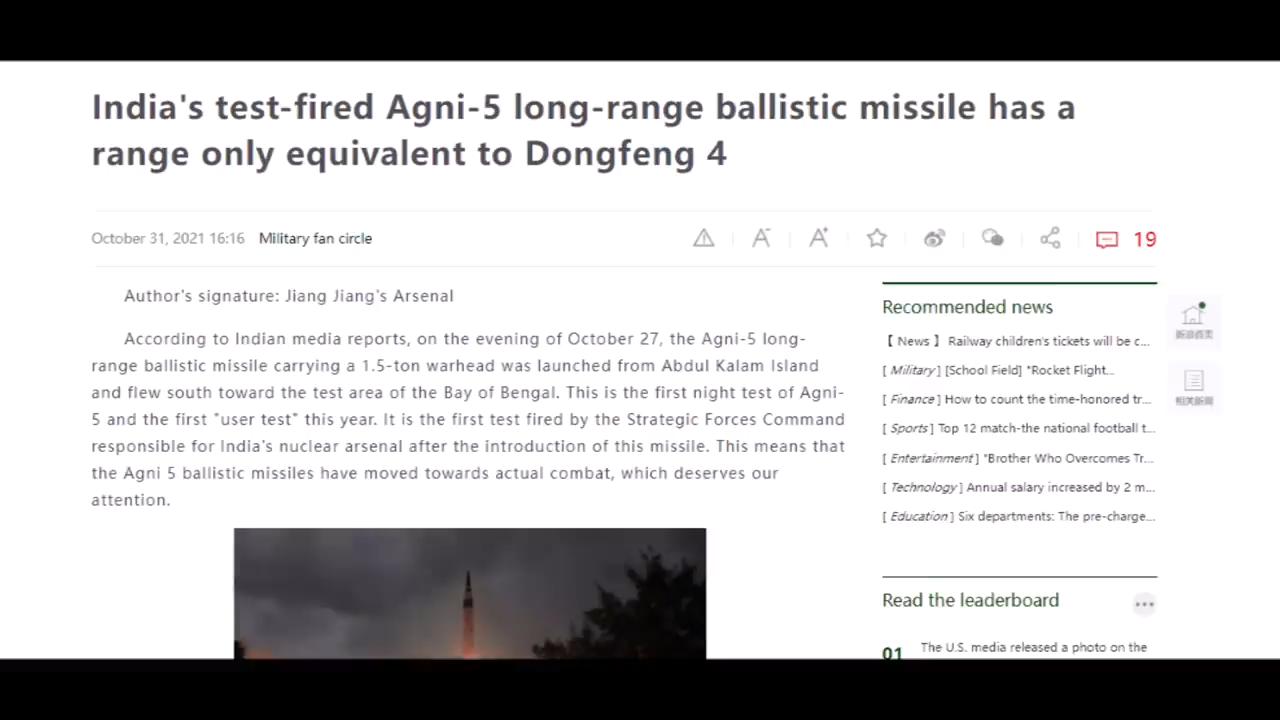 India's test-fired Agni-5 long-range ballistic missile has a
range only equivalent to Dongfeng 4
October 31, 2021 16:16 Military fan circle
A- A+ 19
Author's signature: Jiang Jiang's Arsenal
According to Indian media reports, on the evening of October 27, the Agni-5 long-
range ballistic missile carrying a 1.5-ton warhead was launched from Abdul Kalam Island
and flew south toward the test area of the Bay of Bengal. This is the first night test of Agni-
5 and the first "user test" this year. It is the first test fired by the Strategic Forces Command
responsible for India's nuclear arsenal after the introduction of this missile. This means that
the Agni 5 ballistic missiles have moved towards actual combat, which deserves our
attention.
Recommended news
【 News 】 Railway children's tickets will be c...
[ Military ] [School Field] "Rocket Flight...
[ Finance ] How to count the time-honored tr...
[ Sports ] Top 12 match-the national football t...
[ Entertainment ] "Brother Who Overcomes Tr...
[ Technology ] Annual salary increased by 2 m...
[ Education ] Six departments: The pre-charge...
新浪首页
相关新闻
Read the leaderboard
01 The U.S. media released a photo on the